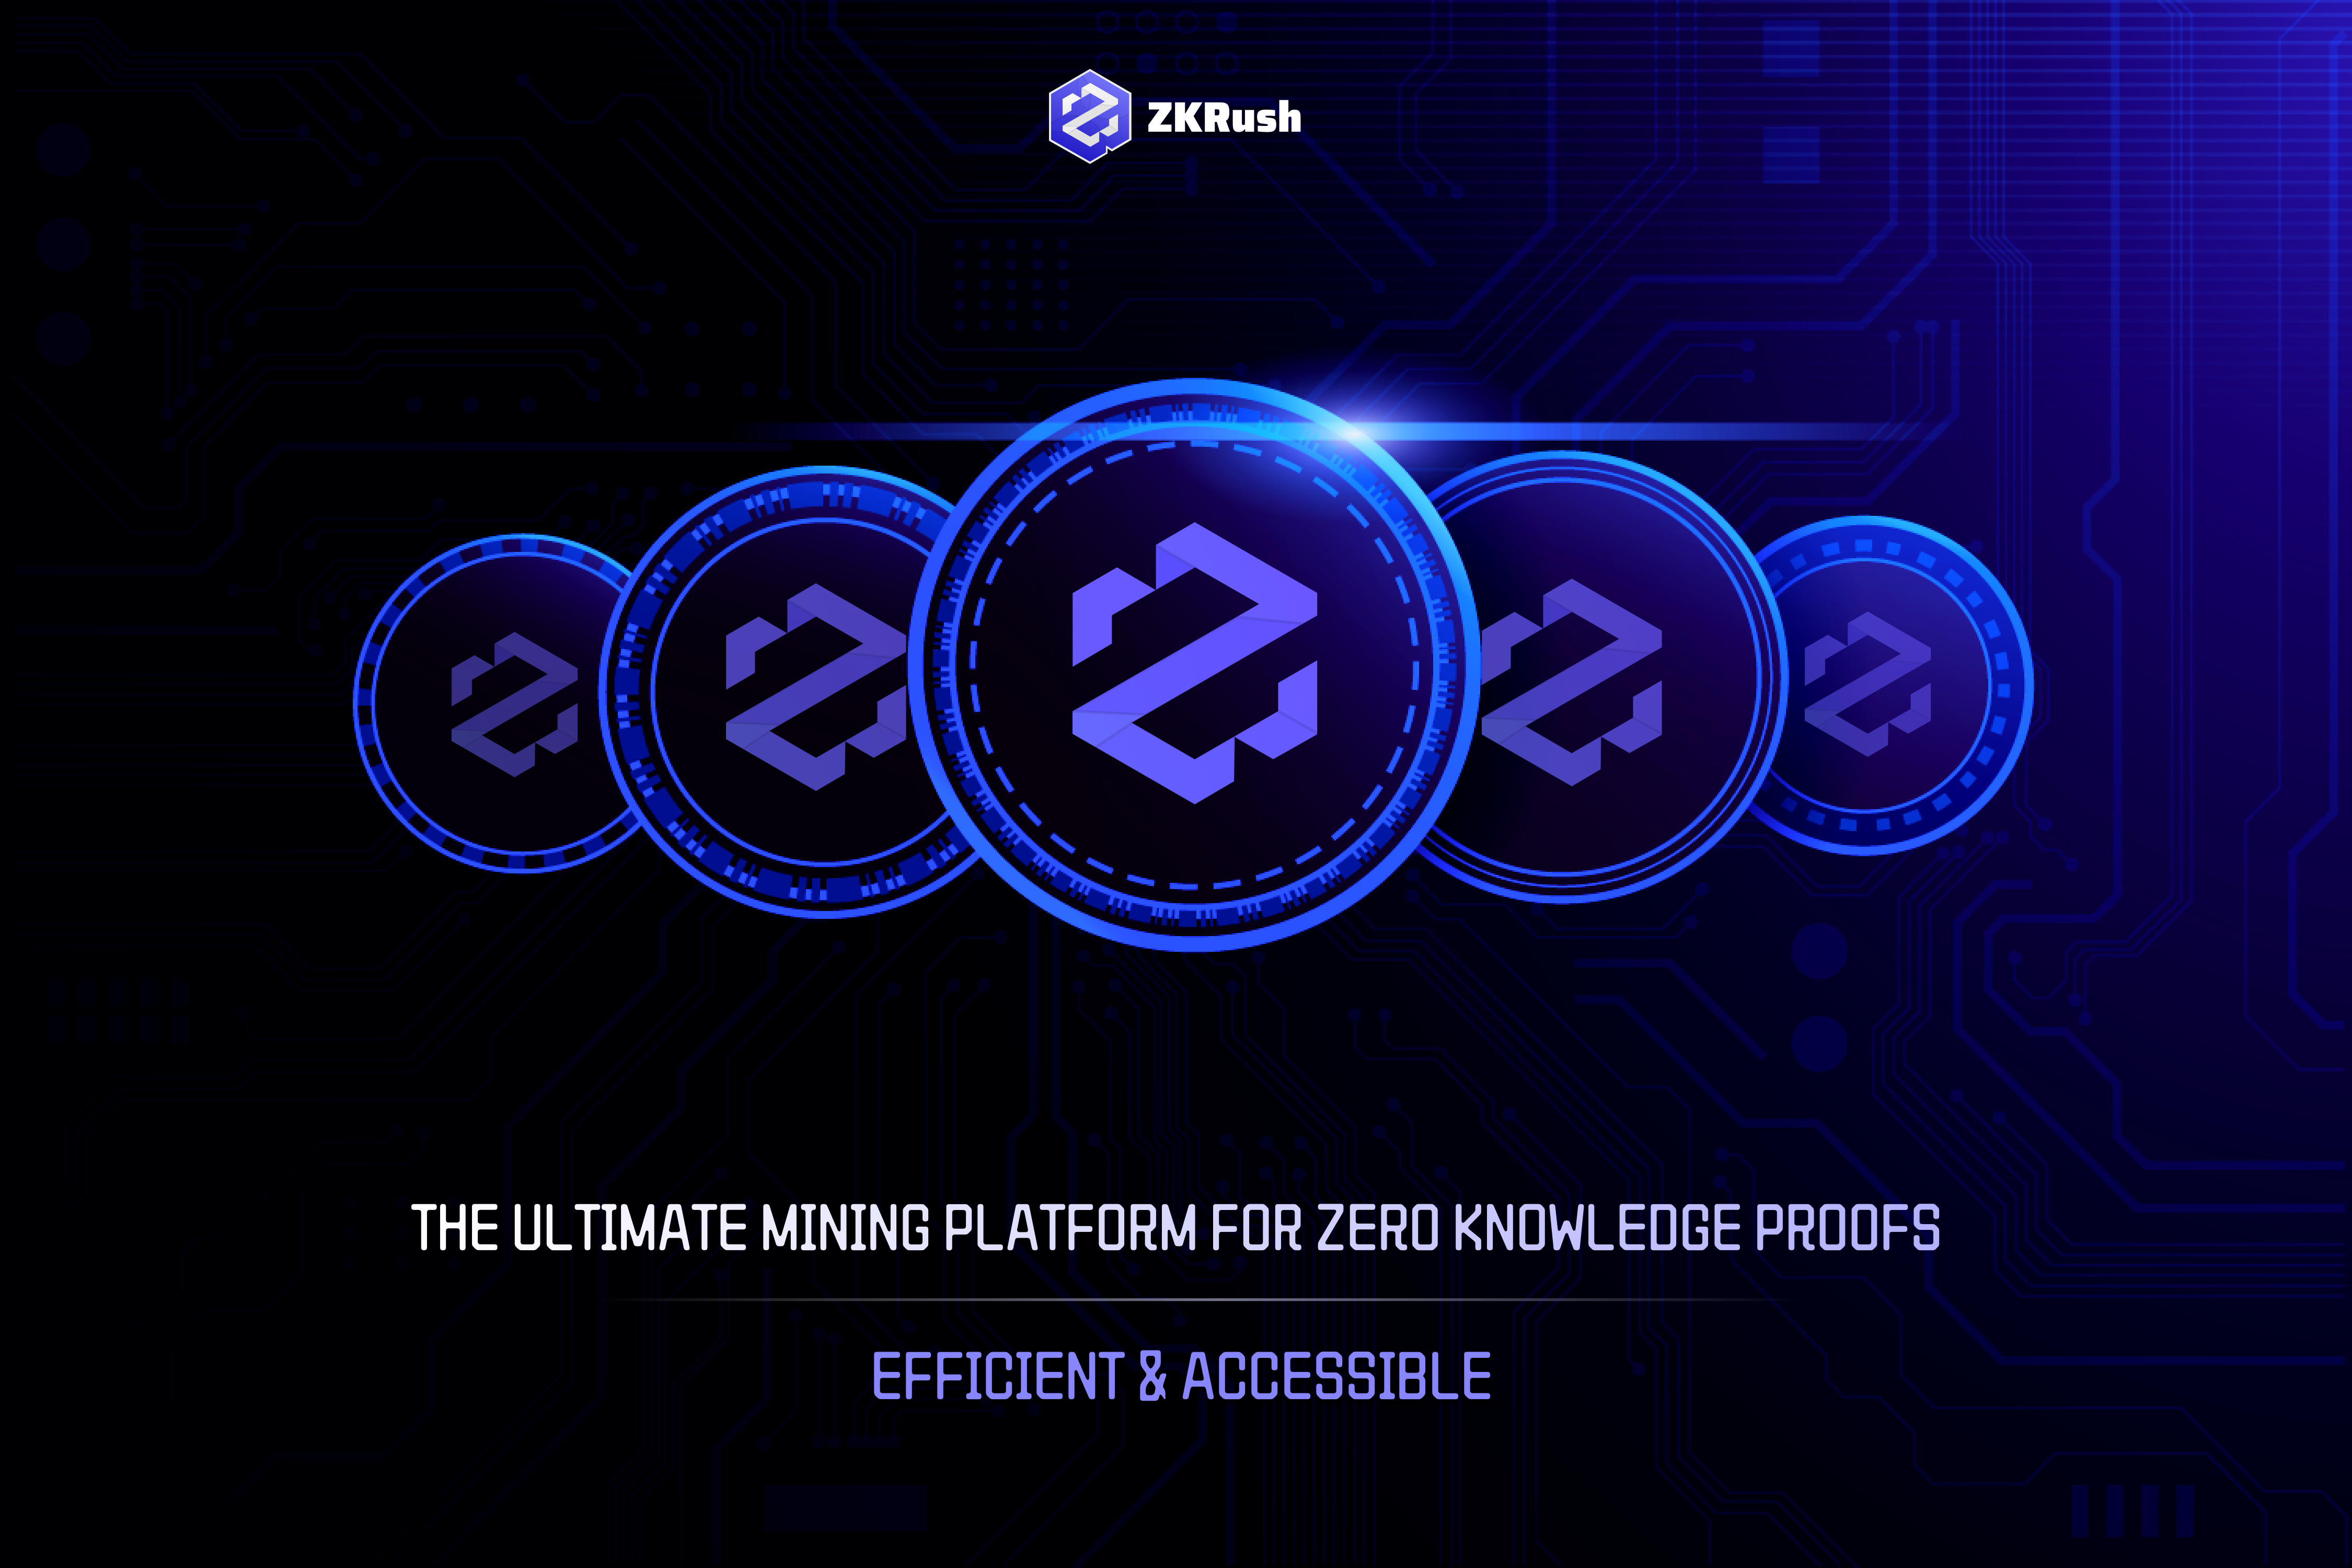 ZKRush
THE ULTIMATE MINING PLATFORM FOR ZERO KNOWLEDGE PROOFS
EFFICIENT & ACCESSIBLE